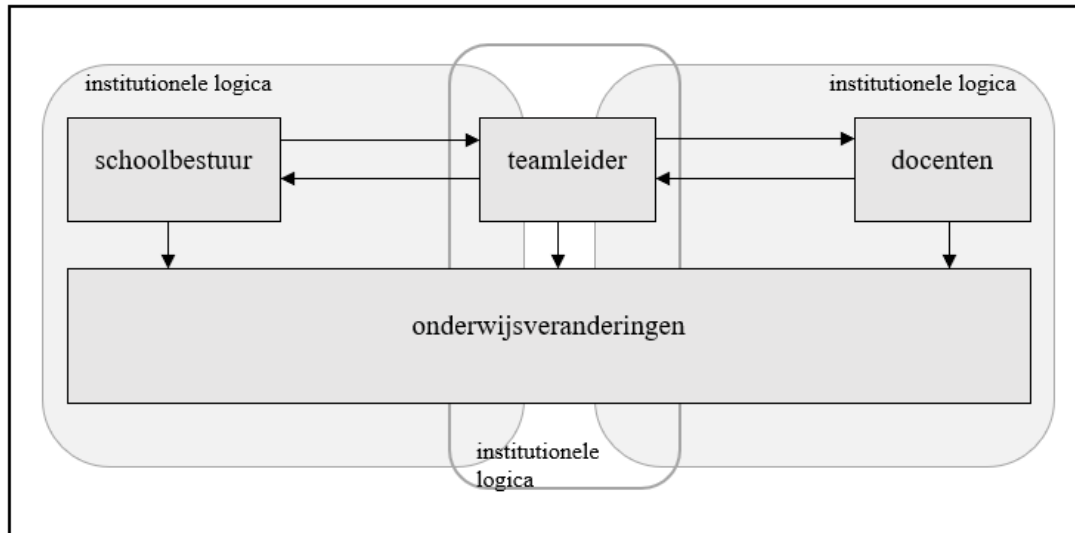 institutionele logica
institutionele logica
schoolbestuur
teamleider
docenten
onderwijsveranderingen
institutionele
logica